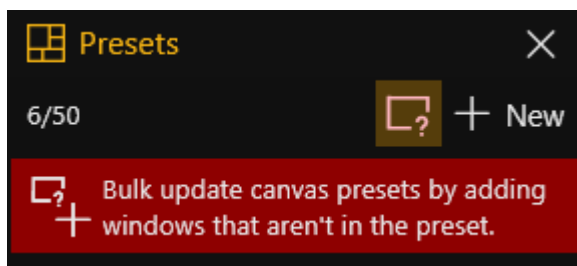 Presets
6/50
? New
? Bulk update canvas presets by adding
windows that aren't in the preset.